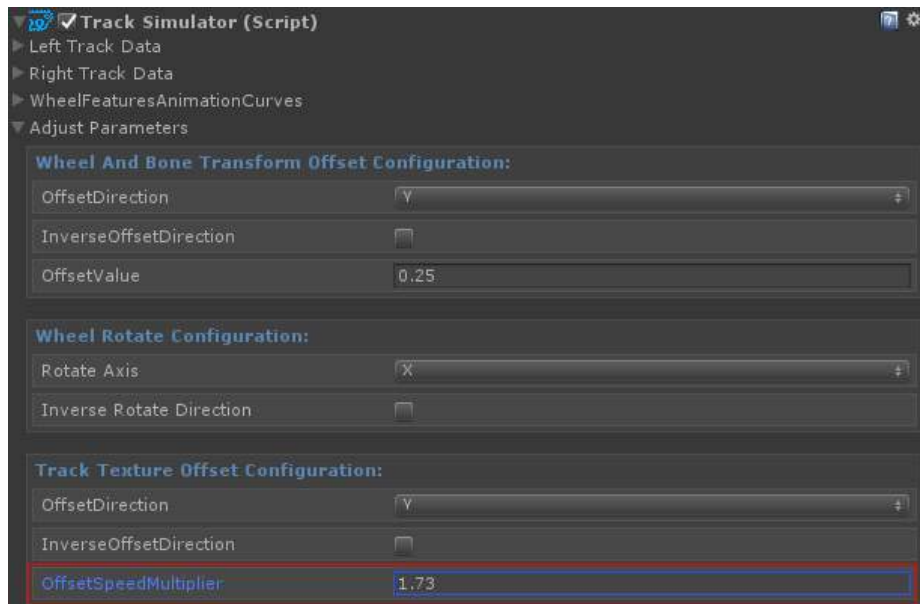 Track Simulator (Script)
Left Track Data
Right Track Data
WheelFeaturesAnimationCurves
Adjust Parameters
Wheel And Bone Transform Offset Configuration:
OffsetDirection Y
InverseOffsetDirection
OffsetValue 0.25
Wheel Rotate Configuration:
Rotate Axis X
Inverse Rotate Direction
Track Texture Offset Configuration:
OffsetDirection Y
InverseOffsetDirection
OffsetSpeedMultiplier 1.73